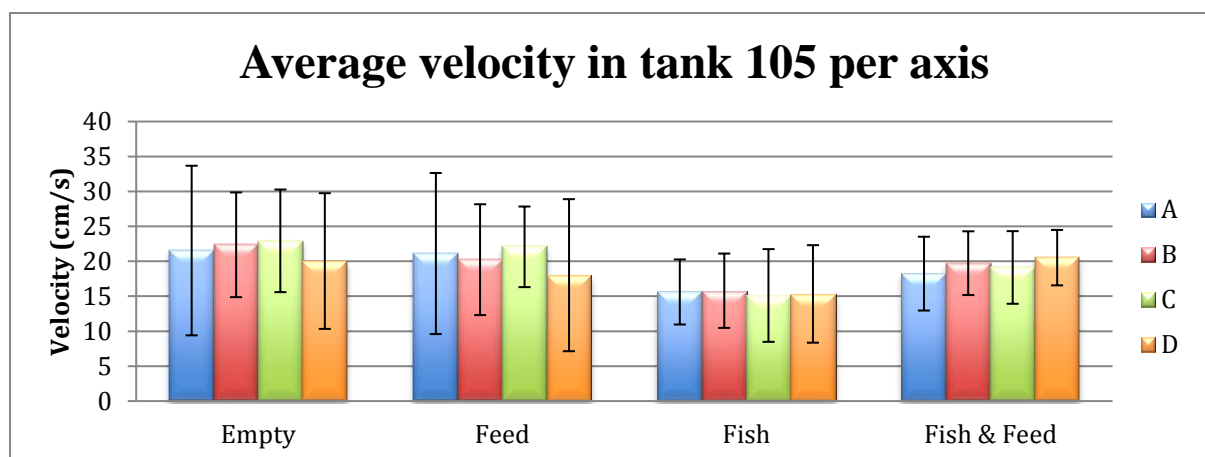 Average velocity in tank 105 per axis
Velocity (cm/s)
40
35
30
25
20
15
10
5
0
Empty Feed Fish Fish & Feed
A
B
C
D